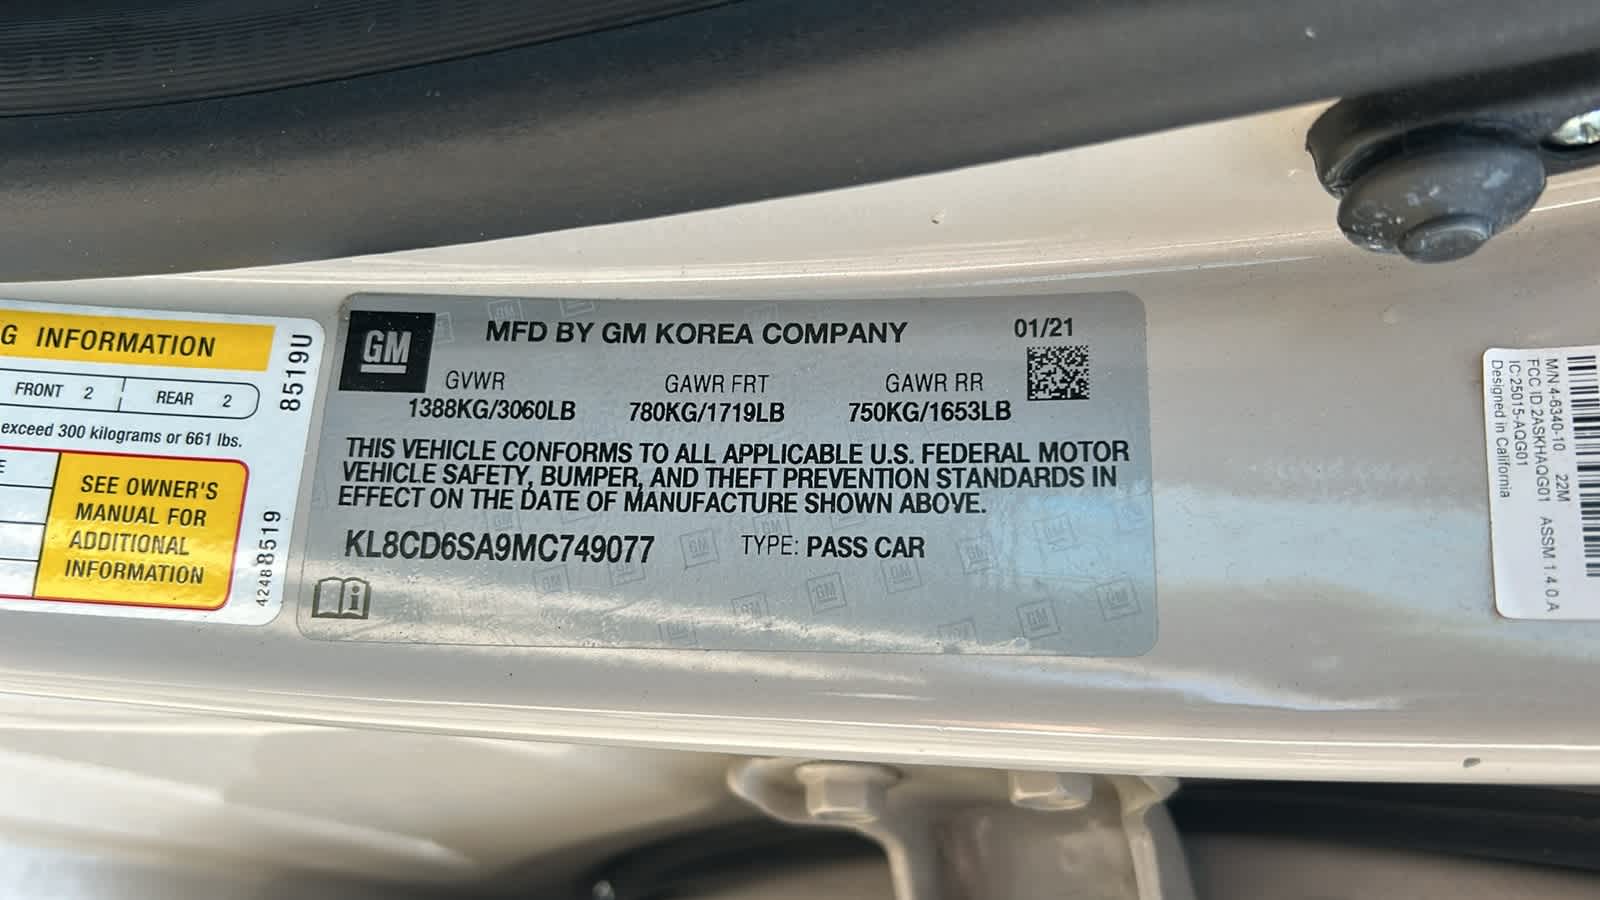 G INFORMATION
FRONT 2 REAR 2
exceed 300 kilograms or 661 lbs.
E
SEE OWNER'S
MANUAL FOR
ADDITIONAL
INFORMATION
8519U
42488519
GM
MFD BY GM KOREA COMPANY 01/21
GVWR GAWR FRT GAWR RR
1388KG/3060LB 780KG/1719LB 750KG/1653LB
THIS VEHICLE CONFORMS TO ALL APPLICABLE U.S. FEDERAL MOTOR
VEHICLE SAFETY, BUMPER, AND THEFT PREVENTION STANDARDS IN
EFFECT ON THE DATE OF MANUFACTURE SHOWN ABOVE.
KL8CD6SA9MC749077 TYPE: PASS CAR
M/N:4-6340-10 22M ASSM 1.4.0.A
FCC ID:2ASKHAQG01
IC:25015-AQG01
Designed in California